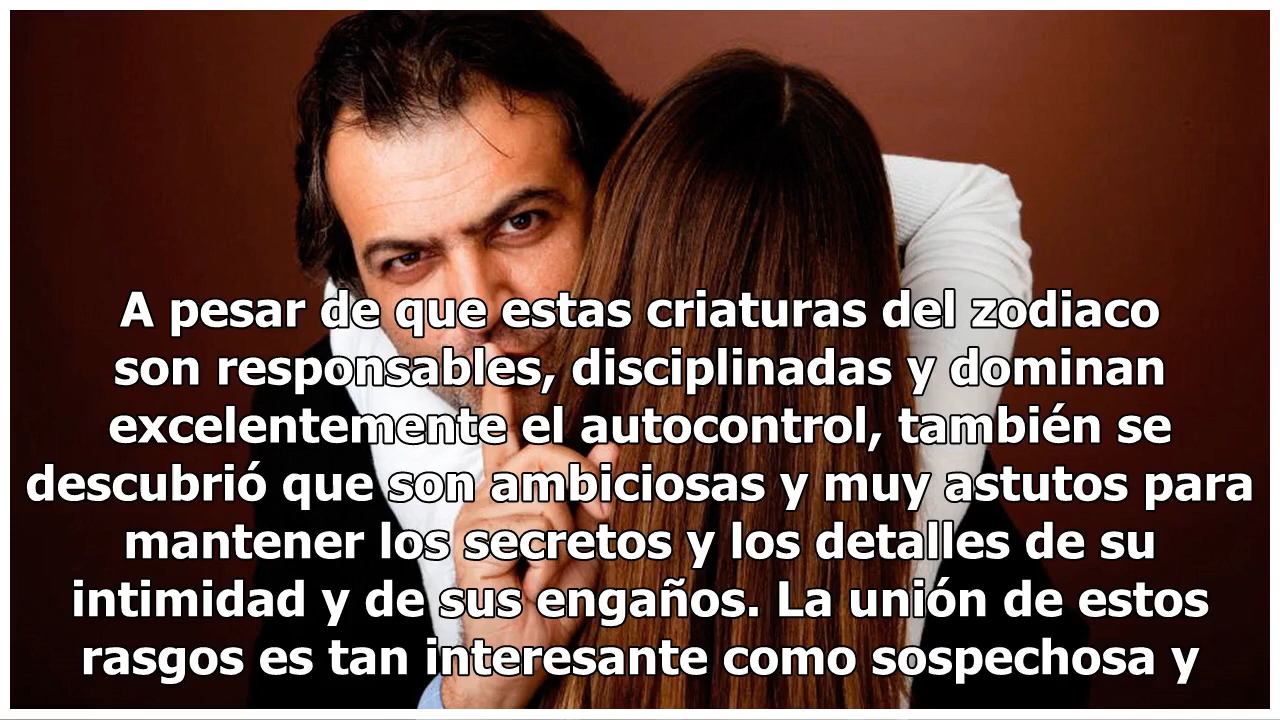 A pesar de que estas criaturas del zodiaco
son responsables, disciplinadas y dominan
excelentemente el autocontrol, también se
descubrió que son ambiciosas y muy astutos para
mantener los secretos y los detalles de su
intimidad y de sus engaños. La unión de estos
rasgos es tan interesante como sospechosa y